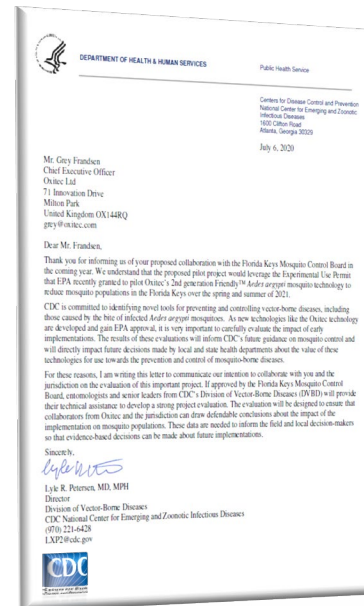 DEPARTMENT OF HEALTH & HUMAN SERVICES
Public Health Service
Centers for Disease Control and Prevention
National Center for Emerging and Zoonotic
Infectious Diseases
1600 Clifton Road
Atlanta, Georgia 30329
July 6, 2020
Mr. Grey Frandsen
Chief Executive Officer
Oxitec Ltd
71 Innovation Drive
Milton Park
United Kingdom OX144RQ
grey@oxitec.com
Dear Mr. Frandsen,
Thank you for informing us of your proposed collaboration with the Florida Keys Mosquito Control Board in
the coming year. We understand that the proposed pilot project would leverage the Experimental Use Permit
that EPA recently granted to pilot Oxitec's 2nd generation Friendly™ Aedes aegypti mosquito technology to
reduce mosquito populations in the Florida Keys over the spring and summer of 2021.
CDC is committed to identifying novel tools for preventing and controlling vector-borne diseases, including
those caused by the bite of infected Aedes aegypti mosquitoes. As new technologies like the Oxitec technology
are developed and gain EPA approval, it is very important to carefully evaluate the impact of early
implementations. The results of these evaluations will inform CDC's future guidance on mosquito control and
will directly impact future decisions made by local and state health departments about the value of these
technologies for use towards the prevention and control of mosquito-borne diseases.
For these reasons, I am writing this letter to communicate our intention to collaborate with you and the
jurisdiction on the evaluation of this important project. If approved by the Florida Keys Mosquito Control
Board, entomologists and senior leaders from CDC's Division of Vector-Borne Diseases (DVBD) will provide
their technical assistance to develop a strong project evaluation. The evaluation will be designed to ensure that
collaborators from Oxitec and the jurisdiction can draw defendable conclusions about the impact of the
implementation on mosquito populations. These data are needed to inform the field and local decision-makers
so that evidence-based decisions can be made about future implementations.
Sincerely,
Lyle R. Petersen, MD, MPH
Director
Division of Vector-Borne Diseases
CDC National Center for Emerging and Zoonotic Infectious Diseases
(970) 221-6428
LXP2@cdc.gov
CDC